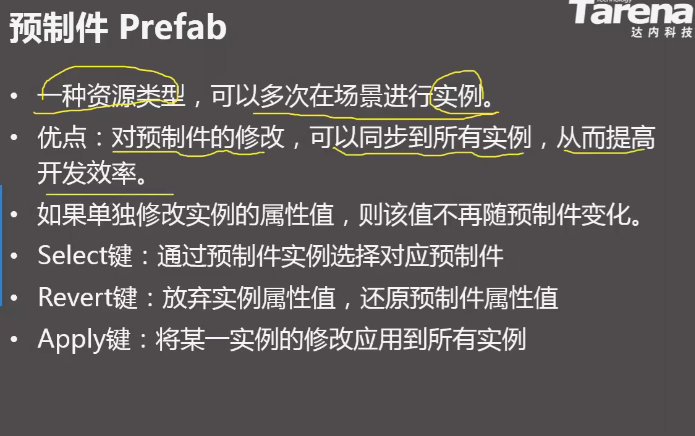 预制件 Prefab
Technology
Tarena
达内科技
• 一种资源类型，可以多次在场景进行实例。
• 优点：对预制件的修改，可以同步到所有实例，从而提高
开发效率。
• 如果单独修改实例的属性值，则该值不再随预制件变化。
• Select键：通过预制件实例选择对应预制件
• Revert键：放弃实例属性值，还原预制件属性值
• Apply键：将某一实例的修改应用到所有实例